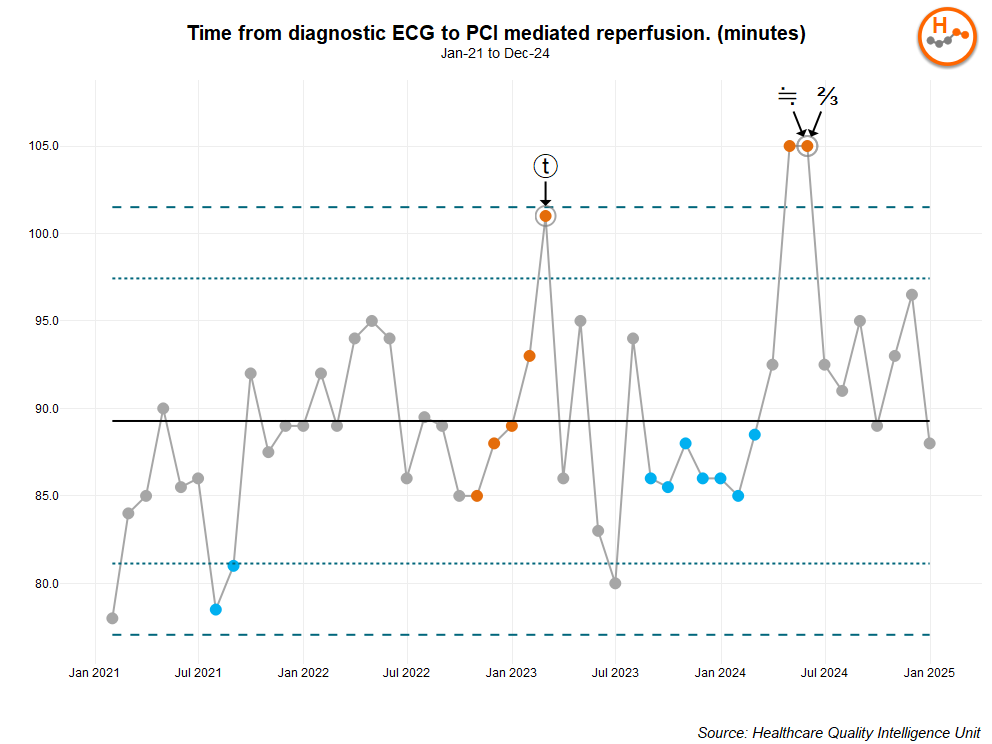 Time from diagnostic ECG to PCI mediated reperfusion. (minutes)
Jan-21 to Dec-24
H
≒ ⅔
105.0
ⓣ
100.0
95.0
90.0
85.0
80.0
Jan 2021 Jul 2021 Jan 2022 Jul 2022 Jan 2023 Jul 2023 Jan 2024 Jul 2024 Jan 2025
Source: Healthcare Quality Intelligence Unit